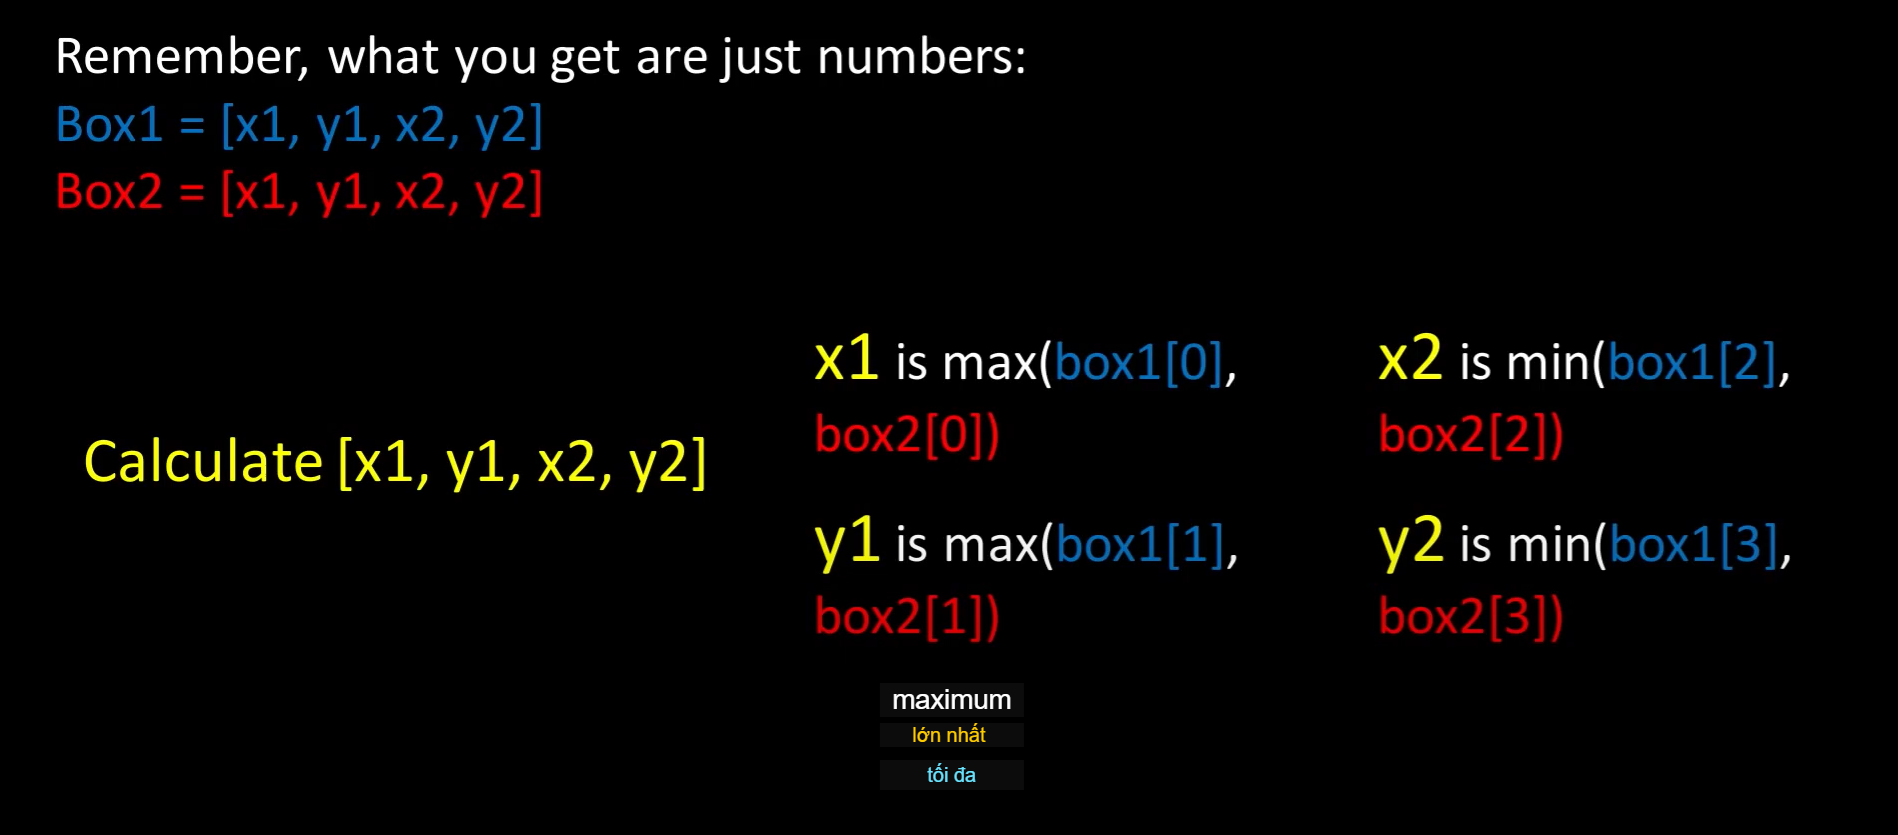 Remember, what you get are just numbers:
Box1 = [x1, y1, x2, y2]
Box2 = [x1, y1, x2, y2]
Calculate [x1, y1, x2, y2]
x1 is max(box1[0],
box2[0])
y1 is max(box1[1],
box2[1])
x2 is min(box1[2],
box2[2])
y2 is min(box1[3],
box2[3])
maximum
lớn nhất
tối đa